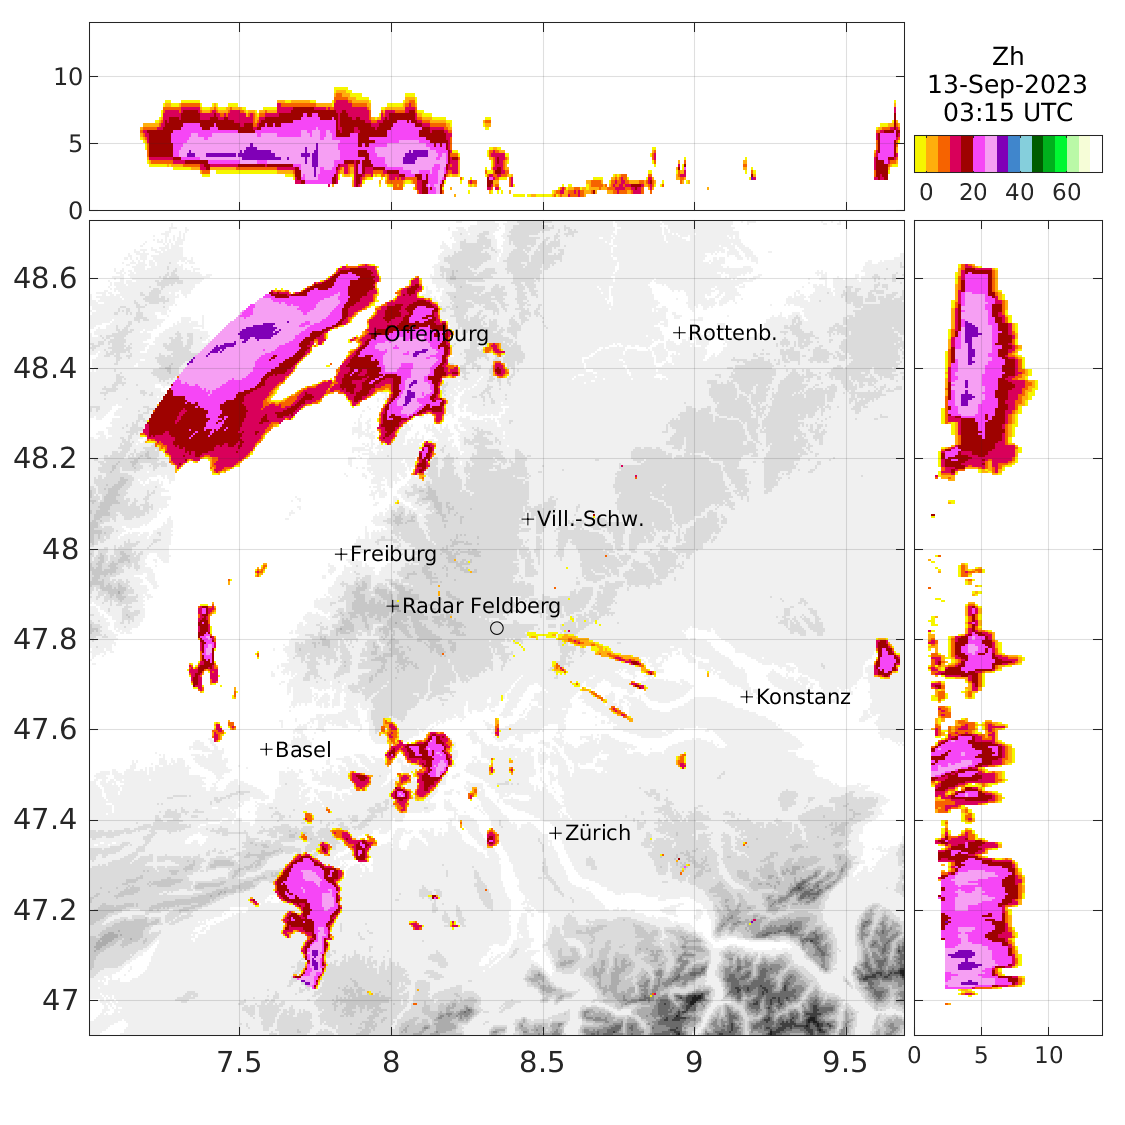 10
5
0
Zh
13-Sep-2023
03:15 UTC
0 20 40 60
48.6
48.4
48.2
48
47.8
47.6
47.4
47.2
47
+Offenburg
+Rottenb.
+Vill.-Schw.
+Freiburg
+Radar Feldberg
+Konstanz
+Basel
+Zürich
7.5 8 8.5 9 9.5
0 5 10